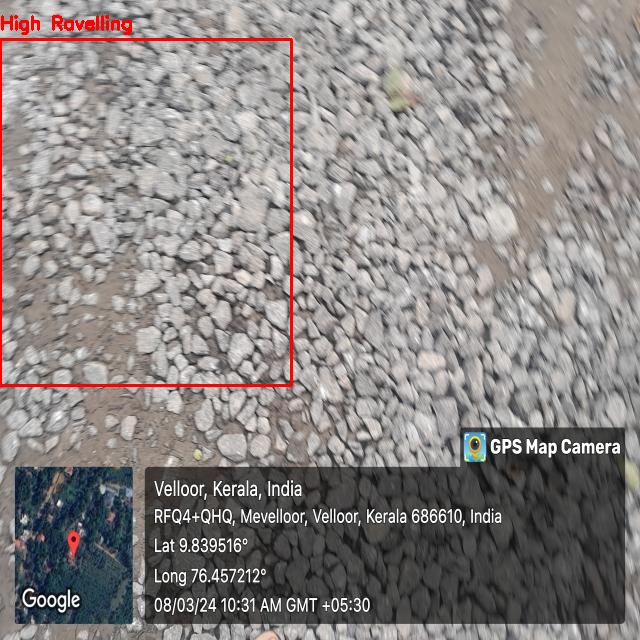 High Ravelling
GPS Map Camera
Velloor, Kerala, India
RFQ4+QHQ, Mevelloor, Velloor, Kerala 686610, India
Lat 9.839516°
Long 76.457212°
08/03/24 10:31 AM GMT +05:30
Google